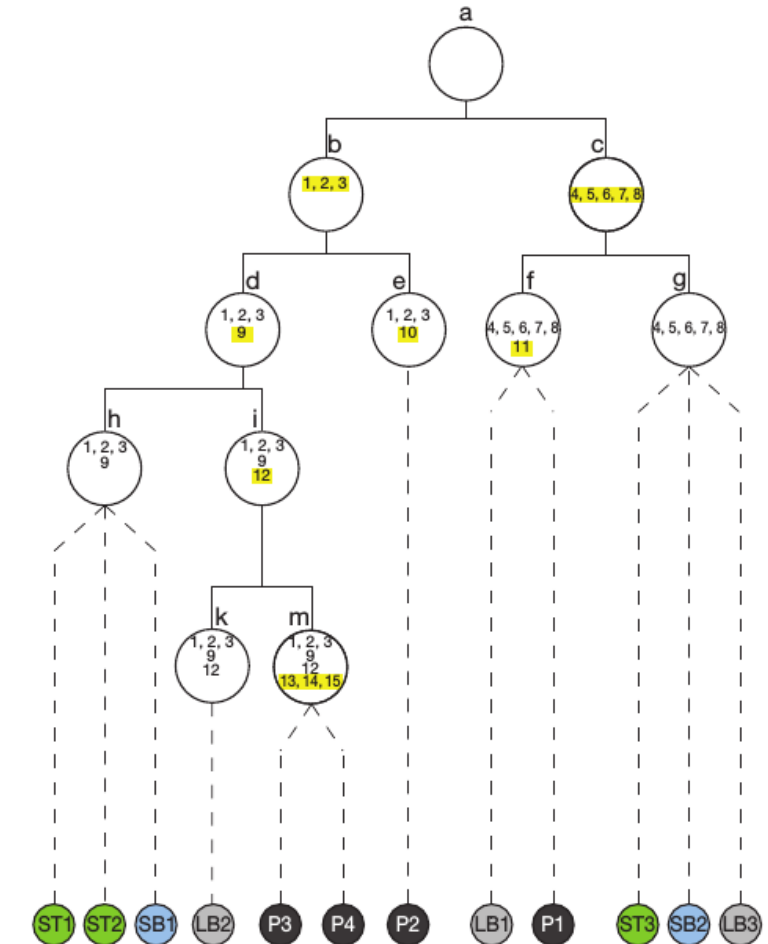 a
b
c
1, 2, 3
4, 5, 6, 7, 8
d
e
f
g
1, 2, 3
9
1, 2, 3
10
4, 5, 6, 7, 8
11
4, 5, 6, 7, 8
h
i
1, 2, 3
9
1, 2, 3
9
12
k
m
1, 2, 3
9
12
1, 2, 3
9
12
13, 14, 15
ST1 ST2 SB1 LB2 P3 P4 P2 LB1 P1 ST3 SB2 LB3